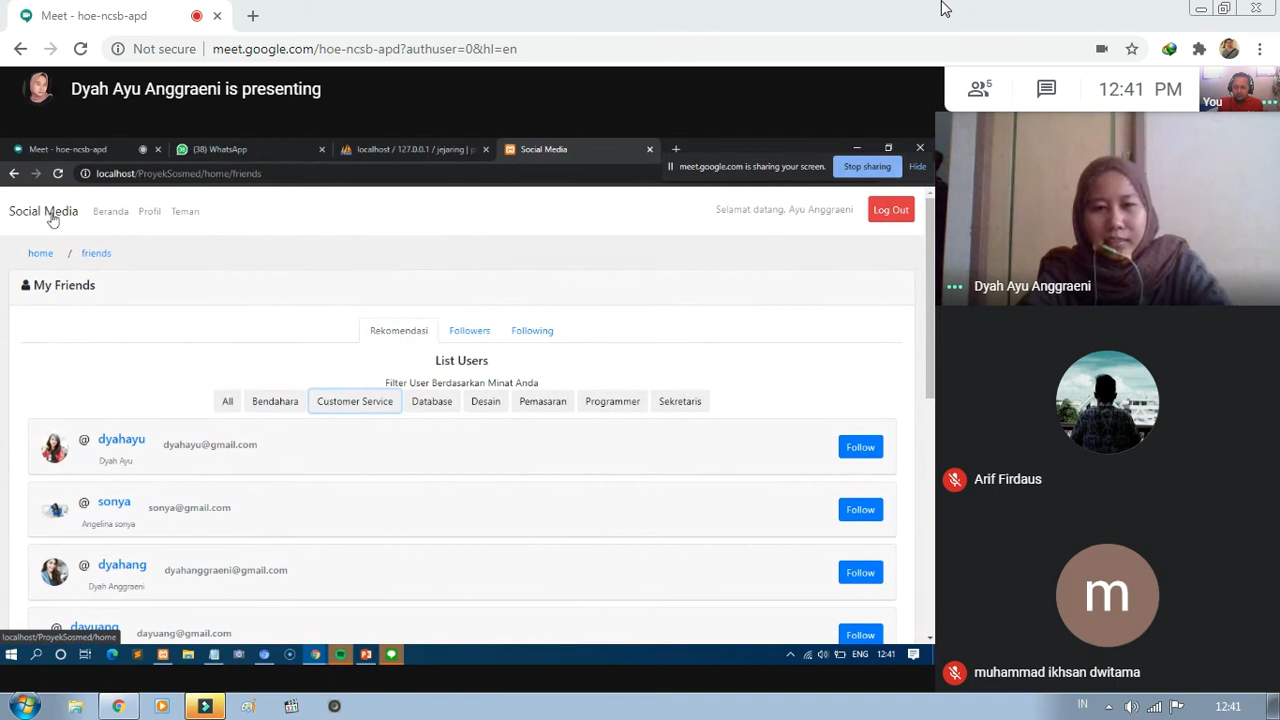 Meet - hoe-ncsb-apd
Not secure meet.google.com/hoe-ncsb-apd?authuser=0&hl=en
Dyah Ayu Anggraeni is presenting
5
12:41 PM
You
Meet - hoe-ncsb-apd
(38) WhatsApp
localhost / 127.0.0.1 / jejaring | p
Social Media
localhost/ProyekSosmed/home/friends
meet.google.com is sharing your screen.
Stop sharing
Hide
Social Media
Beranda
Profil
Teman
Selamat datang, Ayu Anggraeni
Log Out
home / friends
My Friends
Rekomendasi
Followers
Following
List Users
Filter User Berdasarkan Minat Anda
All
Bendahara
Customer Service
Database
Desain
Pemasaran
Programmer
Sekretaris
@ dyahayu dyahayu@gmail.com
Dyah Ayu
Follow
@ sonya sonya@gmail.com
Angelina sonya
Follow
@ dyahang dyahanggraeni@gmail.com
Dyah Anggraeni
Follow
@ dayuang dayuang@gmail.com
Follow
localhost/ProyekSosmed/home
ENG 12:41
Dyah Ayu Anggraeni
Arif Firdaus
m
muhammad ikhsan dwitama
IN
12:41